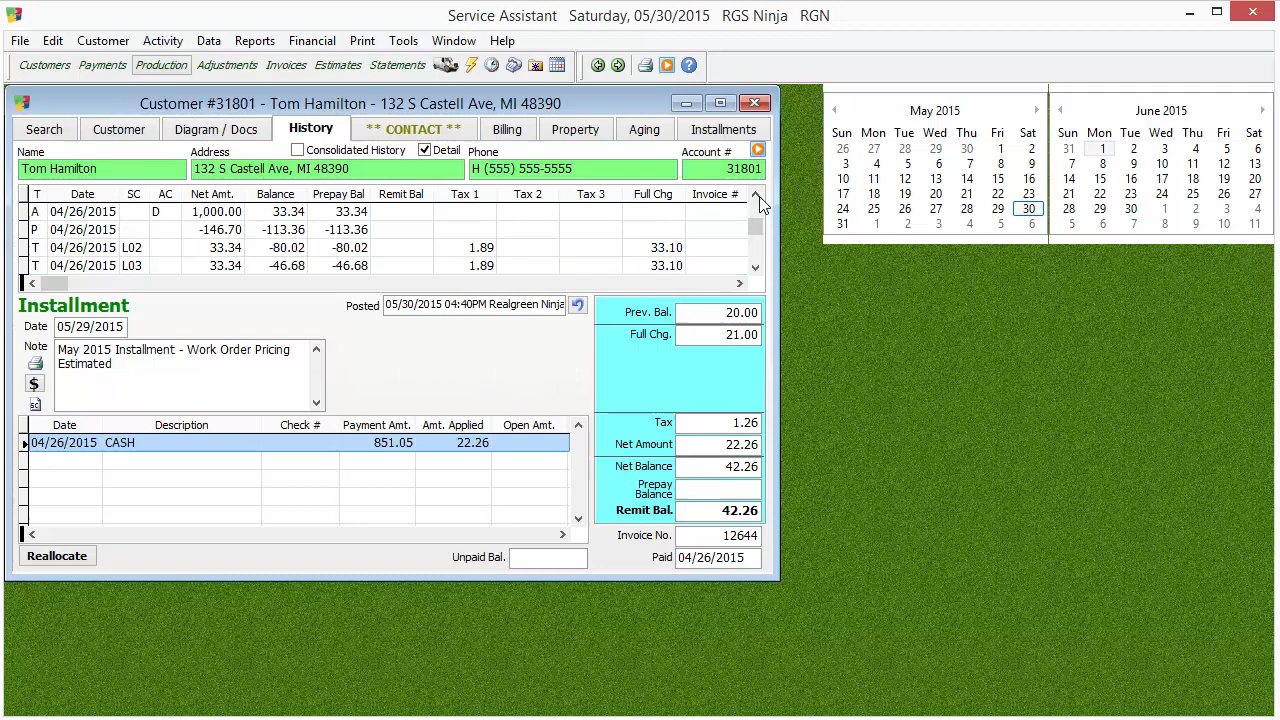 Service Assistant Saturday, 05/30/2015 RGS Ninja RGN
File Edit Customer Activity Data Reports Financial Print Tools Window Help
Customers Payments Production Adjustments Invoices Estimates Statements
Customer #31801 - Tom Hamilton - 132 S Castell Ave, MI 48390
Search Customer Diagram / Docs History ** CONTACT ** Billing Property Aging Installments
Name Address Consolidated History Detail Phone Account #
Tom Hamilton 132 S Castell Ave, MI 48390 H (555) 555-5555 31801
T Date SC AC Net Amt. Balance Prepay Bal Remit Bal Tax 1 Tax 2 Tax 3 Full Chg Invoice #
A 04/26/2015 D 1,000.00 33.34 33.34
P 04/26/2015 -146.70 -113.36 -113.36
T 04/26/2015 L02 33.34 -80.02 -80.02 1.89 33.10
T 04/26/2015 L03 33.34 -46.68 -46.68 1.89 33.10
Installment
Posted 05/30/2015 04:40PM Realgreen Ninja
Date 05/29/2015
Note May 2015 Installment - Work Order Pricing
Estimated
$
SC
Prev. Bal. 20.00
Full Chg. 21.00
Tax 1.26
Net Amount 22.26
Net Balance 42.26
Prepay
Balance
Remit Bal. 42.26
Invoice No. 12644
Paid 04/26/2015
Date Description Check # Payment Amt. Amt. Applied Open Amt.
04/26/2015 CASH 851.05 22.26
Reallocate Unpaid Bal.
May 2015
Sun Mon Tue Wed Thu Fri Sat
26 27 28 29 30 1 2
3 4 5 6 7 8 9
10 11 12 13 14 15 16
17 18 19 20 21 22 23
24 25 26 27 28 29 30
31 1 2 3 4 5 6
June 2015
Sun Mon Tue Wed Thu Fri Sat
31 1 2 3 4 5 6
7 8 9 10 11 12 13
14 15 16 17 18 19 20
21 22 23 24 25 26 27
28 29 30 1 2 3 4
5 6 7 8 9 10 11